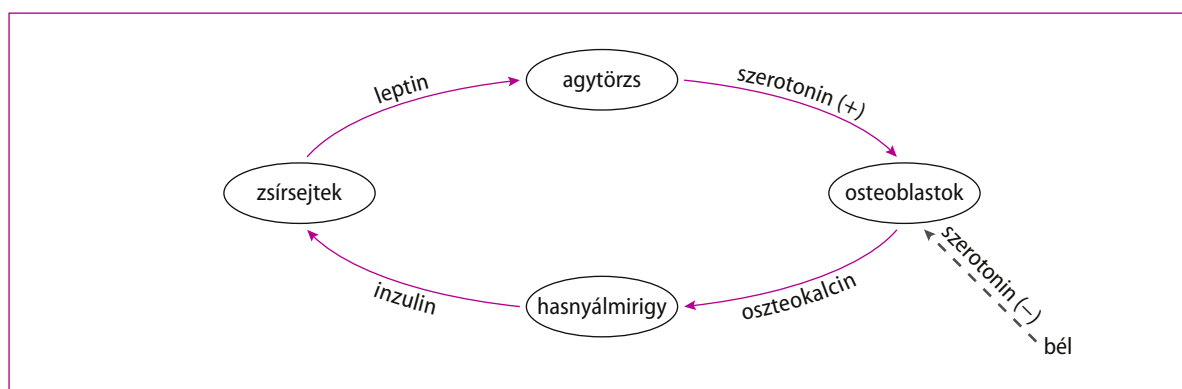 agytörzs
leptin
szerotonin (+)
zsírsejtek
osteoblastok
szerotonin (–)
inzulin
hasnyálmirigy
oszteokalcin
bél